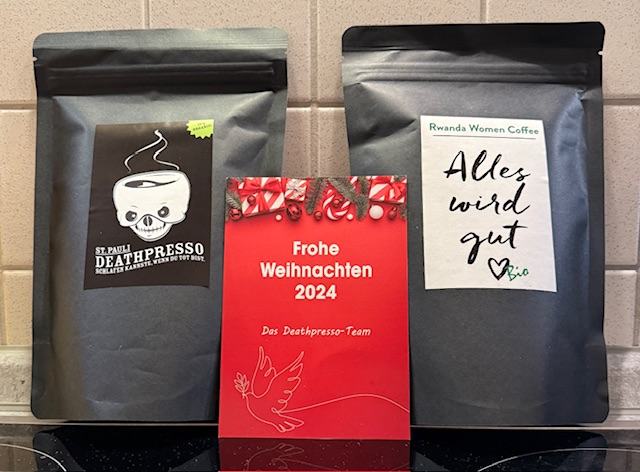 ORGANIC
ST. PAULI
DEATHPRESSO
SCHLAFEN KANNSTE, WENN DU TOT BIST.
Frohe
Weihnachten
2024
Das Deathpresso-Team
Rwanda Women Coffee
Alles
wird
gut
Bio